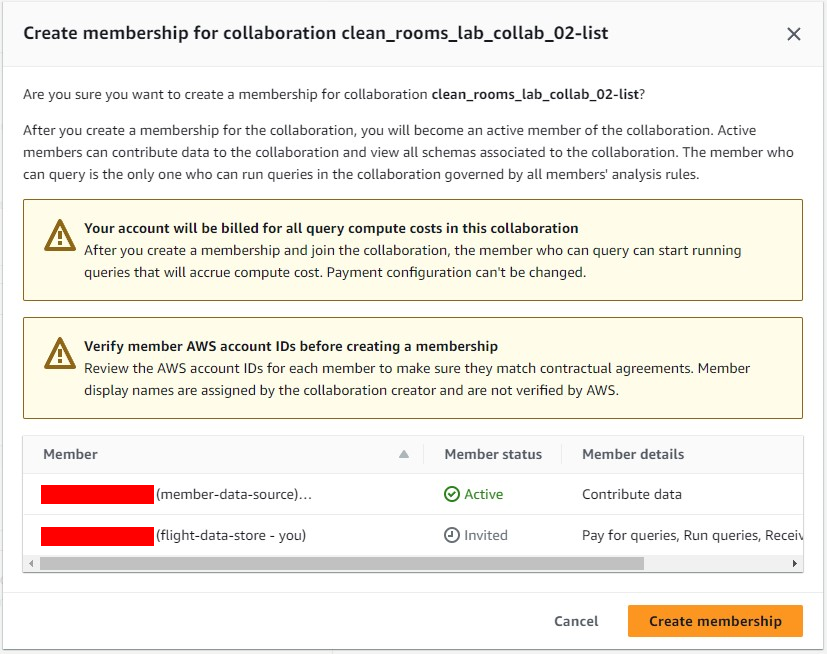 Create membership for collaboration clean_rooms_lab_collab_02-list
Are you sure you want to create a membership for collaboration clean_rooms_lab_collab_02-list?
After you create a membership for the collaboration, you will become an active member of the collaboration. Active
members can contribute data to the collaboration and view all schemas associated to the collaboration. The member who
can query is the only one who can run queries in the collaboration governed by all members' analysis rules.
Your account will be billed for all query compute costs in this collaboration
After you create a membership and join the collaboration, the member who can query can start running
queries that will accrue compute cost. Payment configuration can't be changed.
Verify member AWS account IDs before creating a membership
Review the AWS account IDs for each member to make sure they match contractual agreements. Member
display names are assigned by the collaboration creator and are not verified by AWS.
Member Member status Member details
(member-data-source)... Active Contribute data
(flight-data-store - you) Invited Pay for queries, Run queries, Receiv
Cancel Create membership